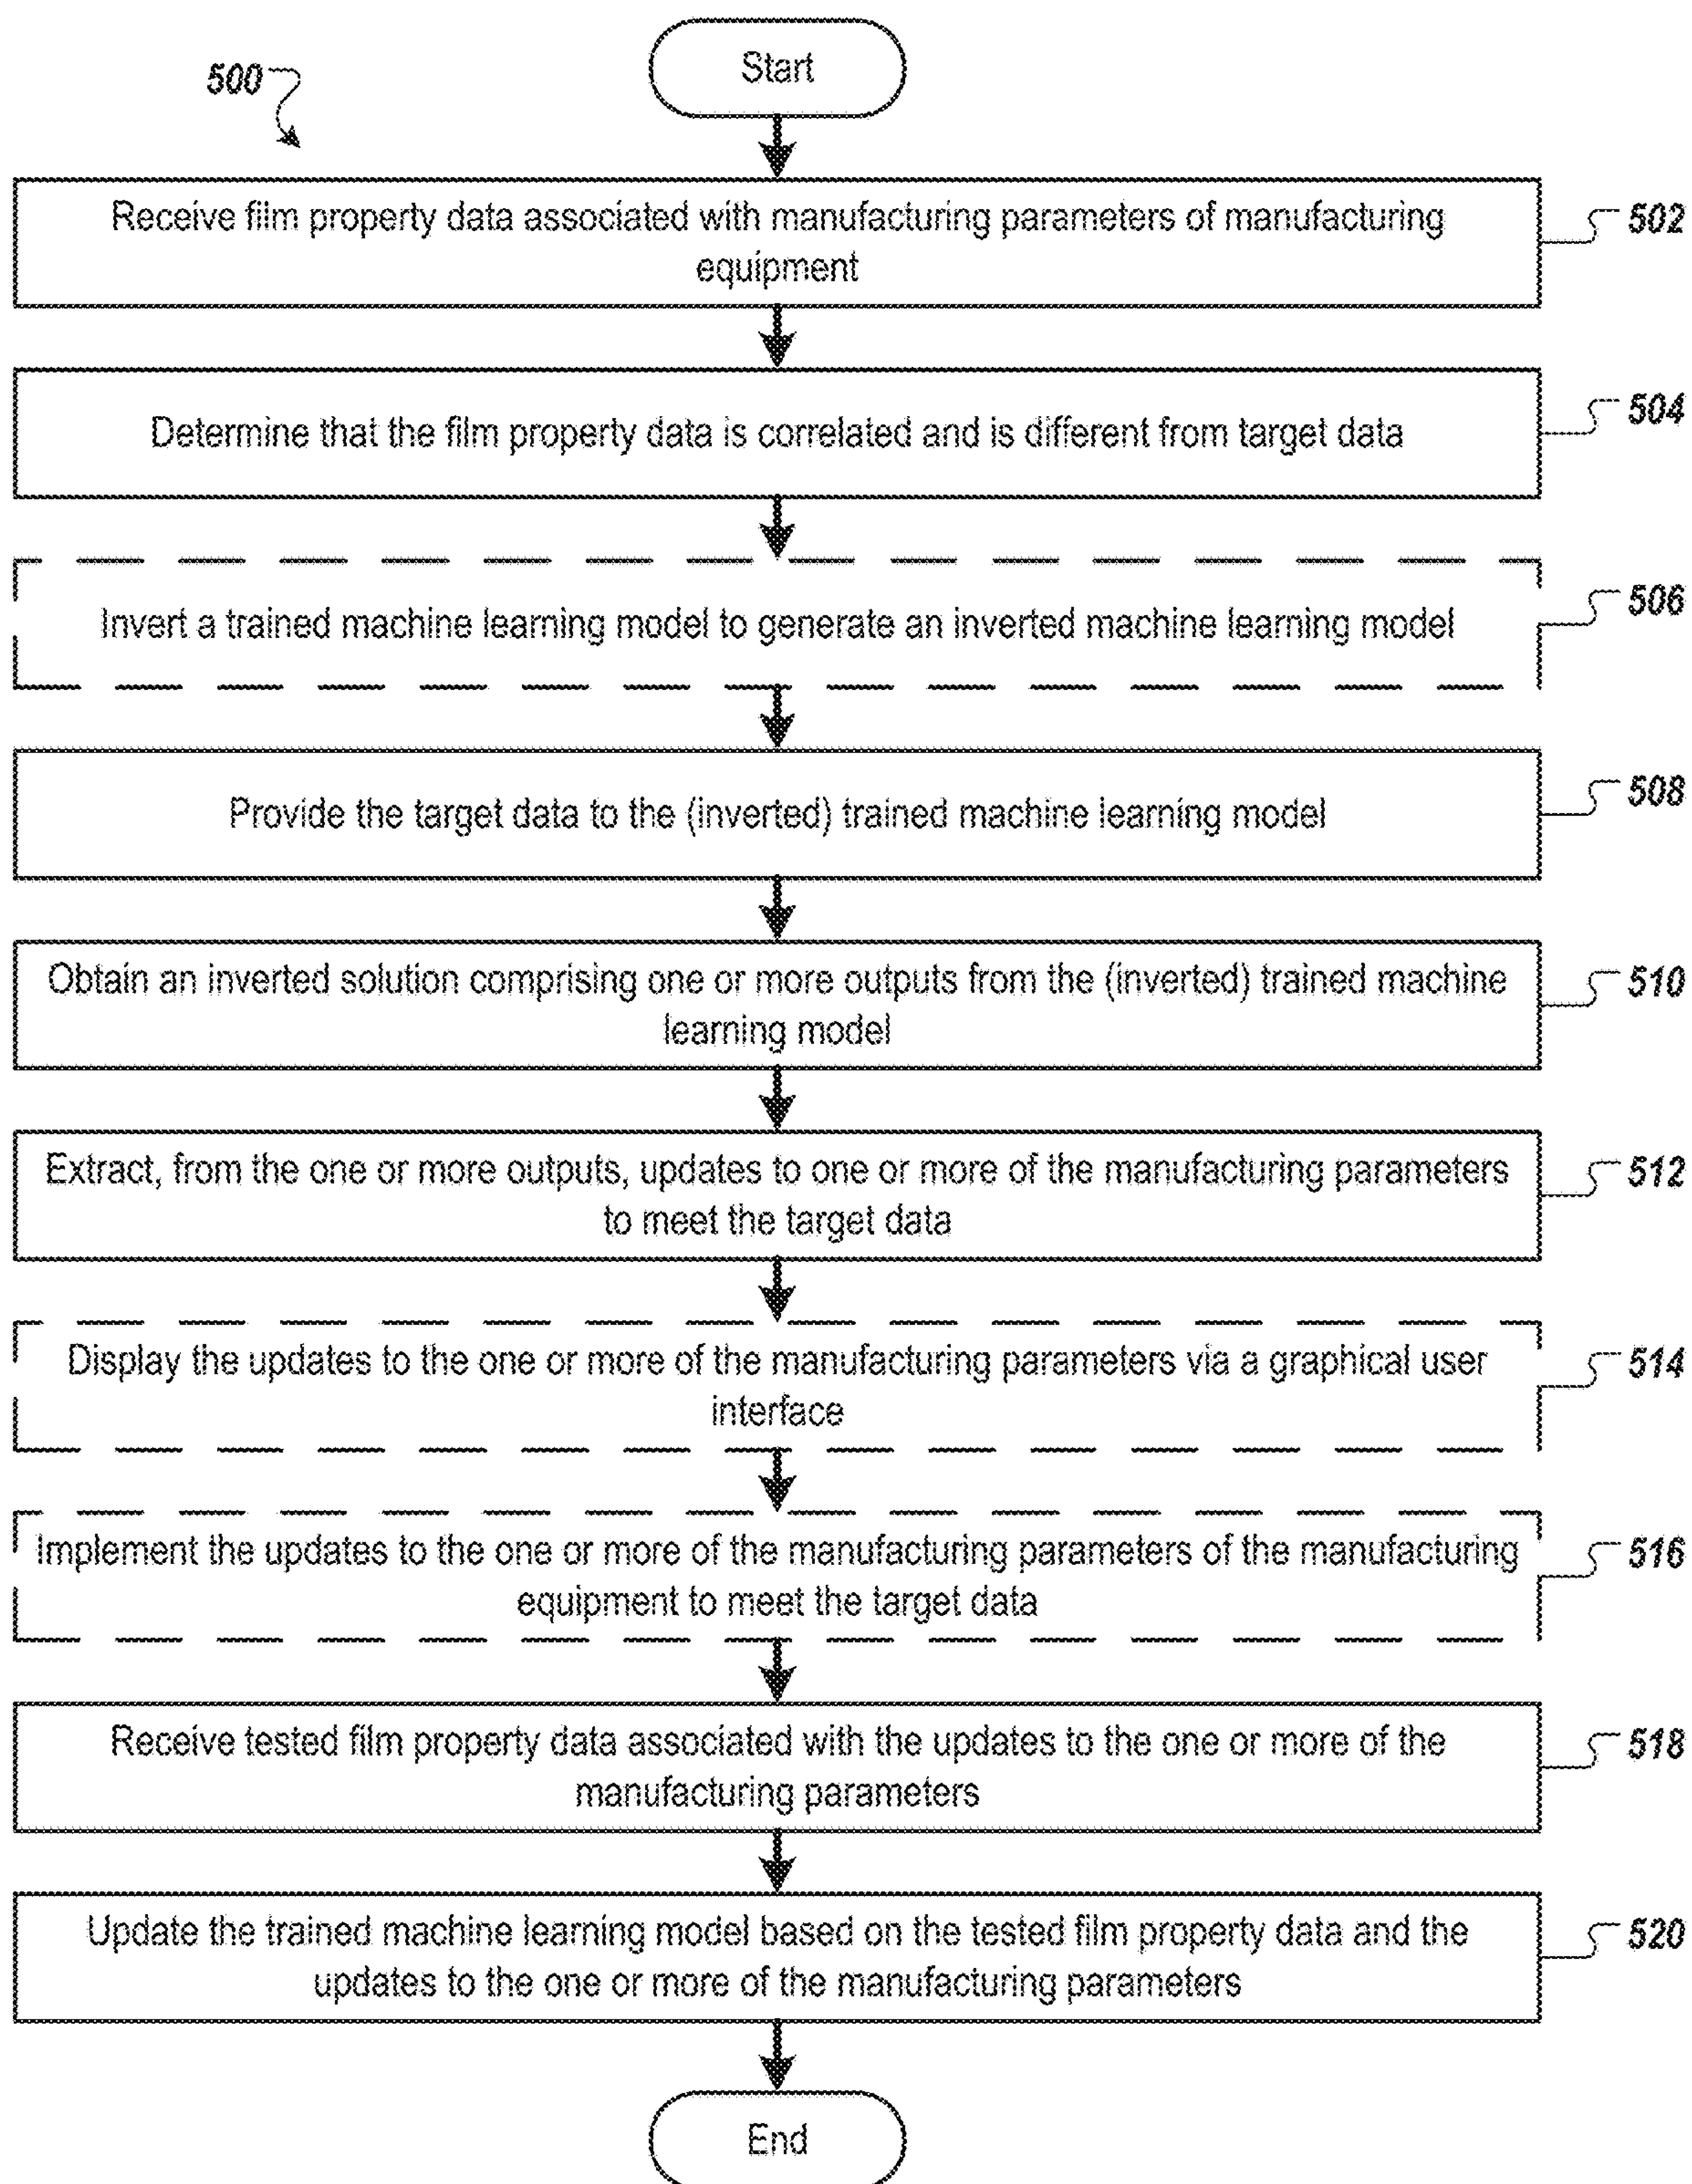 Start
500
Receive film property data associated with manufacturing parameters of manufacturing
equipment
502
Determine that the film property data is correlated and is different from target data
504
Invert a trained machine learning model to generate an inverted machine learning model
506
Provide the target data to the (inverted) trained machine learning model
508
Obtain an inverted solution comprising one or more outputs from the (inverted) trained machine
learning model
510
Extract, from the one or more outputs, updates to one or more of the manufacturing parameters
to meet the target data
512
Display the updates to the one or more of the manufacturing parameters via a graphical user
interface
514
Implement the updates to the one or more of the manufacturing parameters of the manufacturing
equipment to meet the target data
516
Receive tested film property data associated with the updates to the one or more of the
manufacturing parameters
518
Update the trained machine learning model based on the tested film property data and the
updates to the one or more of the manufacturing parameters
520
End